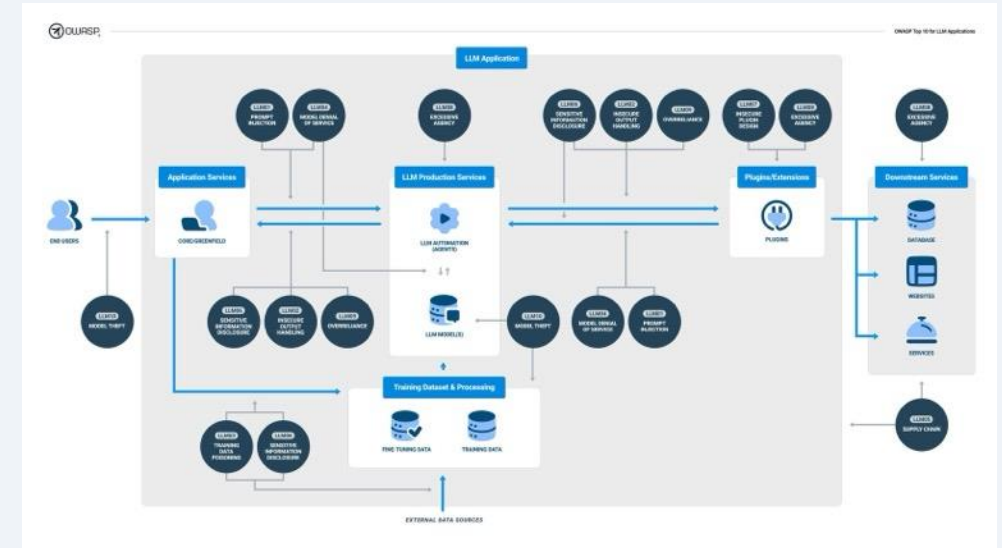 OWASP
OWASP Top 10 for LLM Applications
LLM Application
LLM01
PROMPT
INJECTION
LLM04
MODEL DENIAL
OF SERVICE
LLM08
EXCESSIVE
AGENCY
LLM06
SENSITIVE
INFORMATION
DISCLOSURE
LLM02
INSECURE
OUTPUT
HANDLING
LLM09
OVERRELIANCE
LLM07
INSECURE
PLUGIN
DESIGN
LLM08
EXCESSIVE
AGENCY
LLM08
EXCESSIVE
AGENCY
Application Services
LLM Production Services
Plugins/Extensions
Downstream Services
END USERS
CORE/GREENFIELD
LLM AUTOMATION
(AGENTS)
PLUGINS
DATABASE
WEBSITES
SERVICES
LLM10
MODEL THEFT
LLM06
SENSITIVE
INFORMATION
DISCLOSURE
LLM02
INSECURE
OUTPUT
HANDLING
LLM09
OVERRELIANCE
LLM MODEL(S)
LLM10
MODEL THEFT
LLM04
MODEL DENIAL
OF SERVICE
LLM01
PROMPT
INJECTION
Training Dataset & Processing
FINE-TUNING DATA
TRAINING DATA
LLM03
TRAINING
DATA
POISONING
LLM06
SENSITIVE
INFORMATION
DISCLOSURE
LLM05
SUPPLY CHAIN
EXTERNAL DATA SOURCES